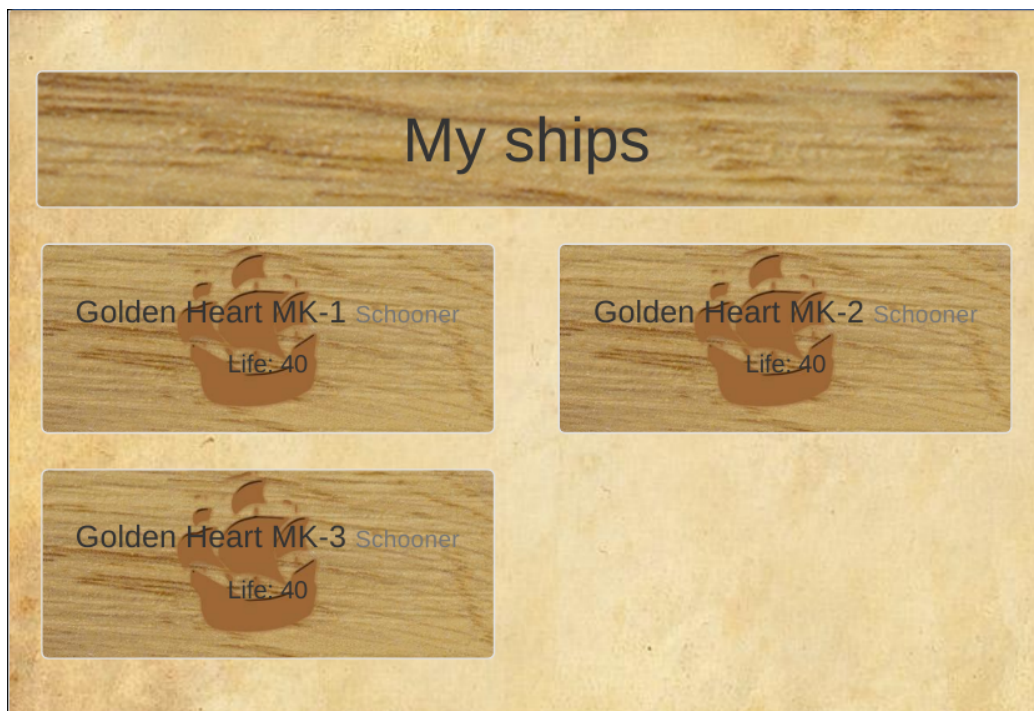 My ships
Golden Heart MK-1 Schooner
Life: 40
Golden Heart MK-2 Schooner
Life: 40
Golden Heart MK-3 Schooner
Life: 40